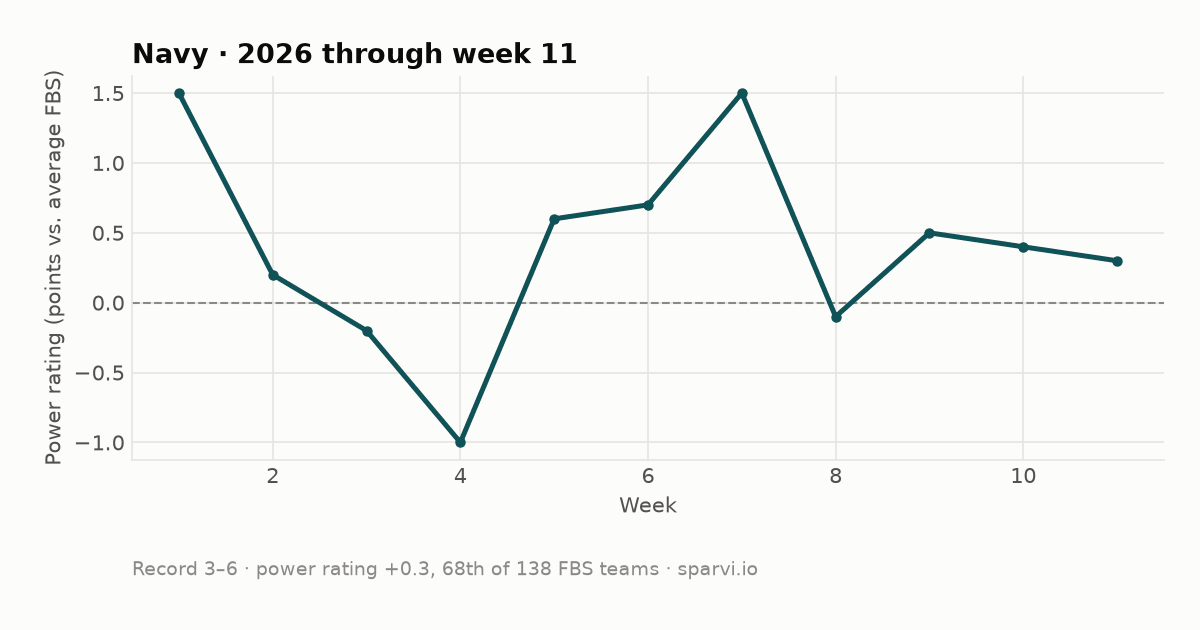 Navy · 2026 through week 11
Power rating (points vs. average FBS)
1.5
1.0
0.5
0.0
−0.5
−1.0
2 4 6 8 10
Week
Record 3–6 · power rating +0.3, 68th of 138 FBS teams · sparvi.io